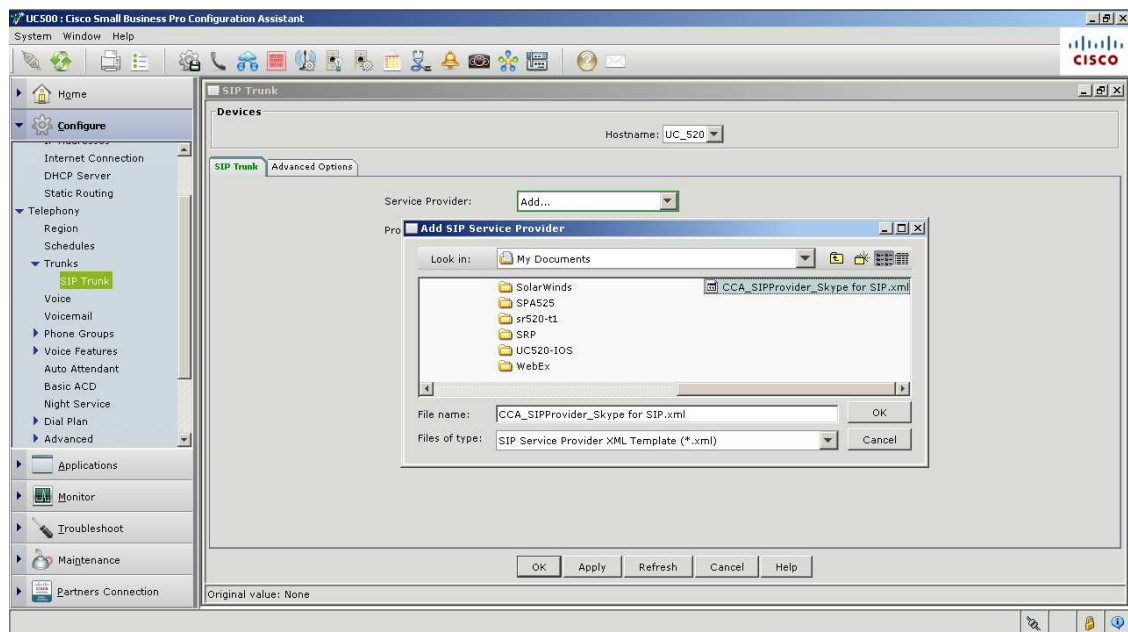 UC500 : Cisco Small Business Pro Configuration Assistant
System Window Help
CISCO
Home
SIP Trunk
Configure
Devices
Hostname: UC_520
IP Addresses
Internet Connection
DHCP Server
Static Routing
Telephony
Region
Schedules
Trunks
SIP Trunk
Voice
Voicemail
Phone Groups
Voice Features
Auto Attendant
Basic ACD
Night Service
Dial Plan
Advanced
SIP Trunk Advanced Options
Service Provider: Add...
Pro
Add SIP Service Provider
Look in: My Documents
SolarWinds
SPA525
sr520-t1
SRP
UC520-IOS
WebEx
CCA_SIPProvider_Skype for SIP.xml
File name: CCA_SIPProvider_Skype for SIP.xml OK
Files of type: SIP Service Provider XML Template (*.xml) Cancel
Applications
Monitor
Troubleshoot
Maintenance
Partners Connection
OK Apply Refresh Cancel Help
Original value: None